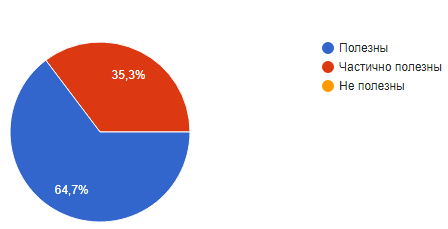 Полезны
35,3%
Частично полезны
Не полезны
64,7%